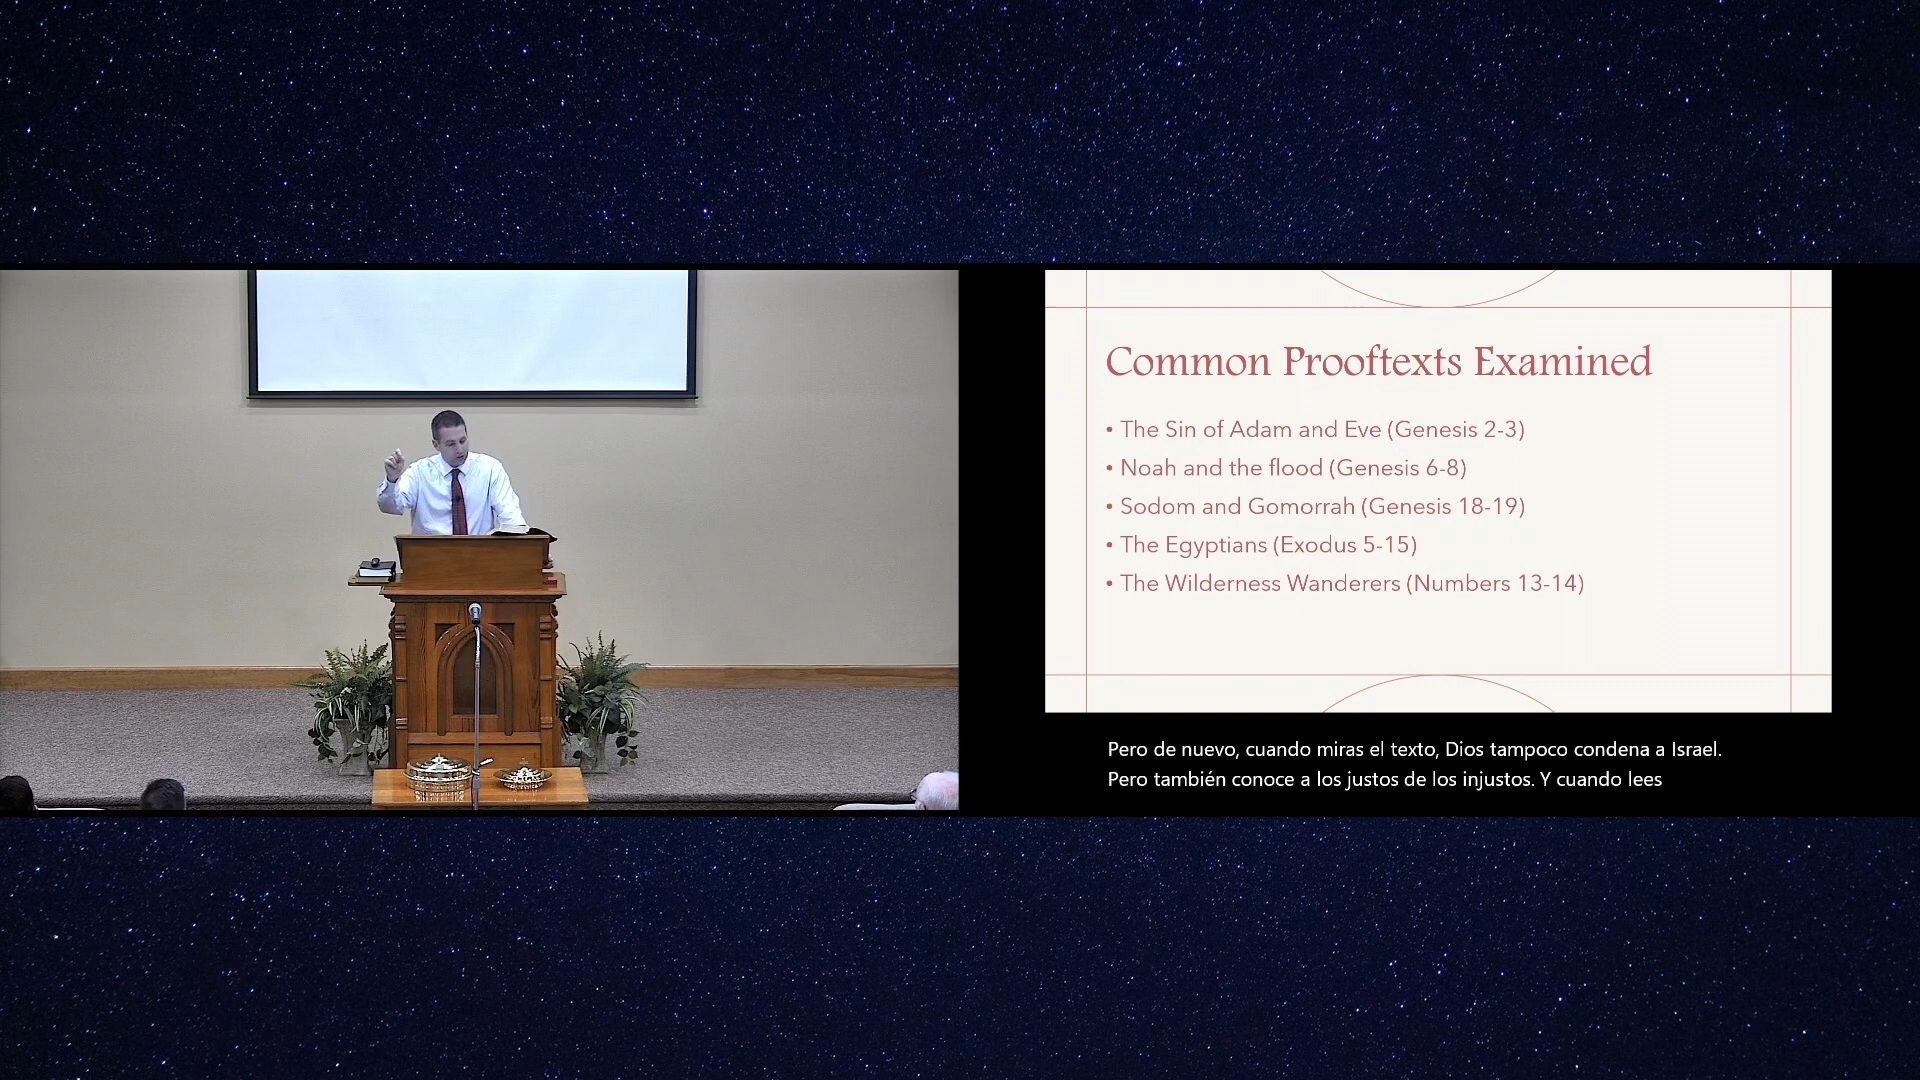 Common Prooftexts Examined
• The Sin of Adam and Eve (Genesis 2-3)
• Noah and the flood (Genesis 6-8)
• Sodom and Gomorrah (Genesis 18-19)
• The Egyptians (Exodus 5-15)
• The Wilderness Wanderers (Numbers 13-14)
Pero de nuevo, cuando miras el texto, Dios tampoco condena a Israel.
Pero también conoce a los justos de los injustos. Y cuando lees